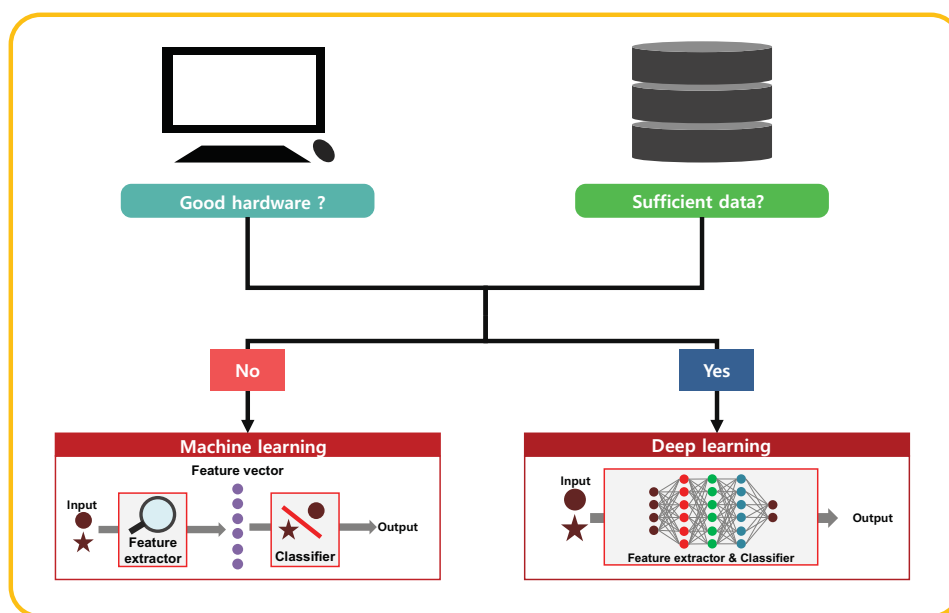 Good hardware ?
Sufficient data?
No
Yes
Machine learning
Feature vector
Input
Feature
extractor
Classifier
Output
Deep learning
Input
Feature extractor & Classifier
Output